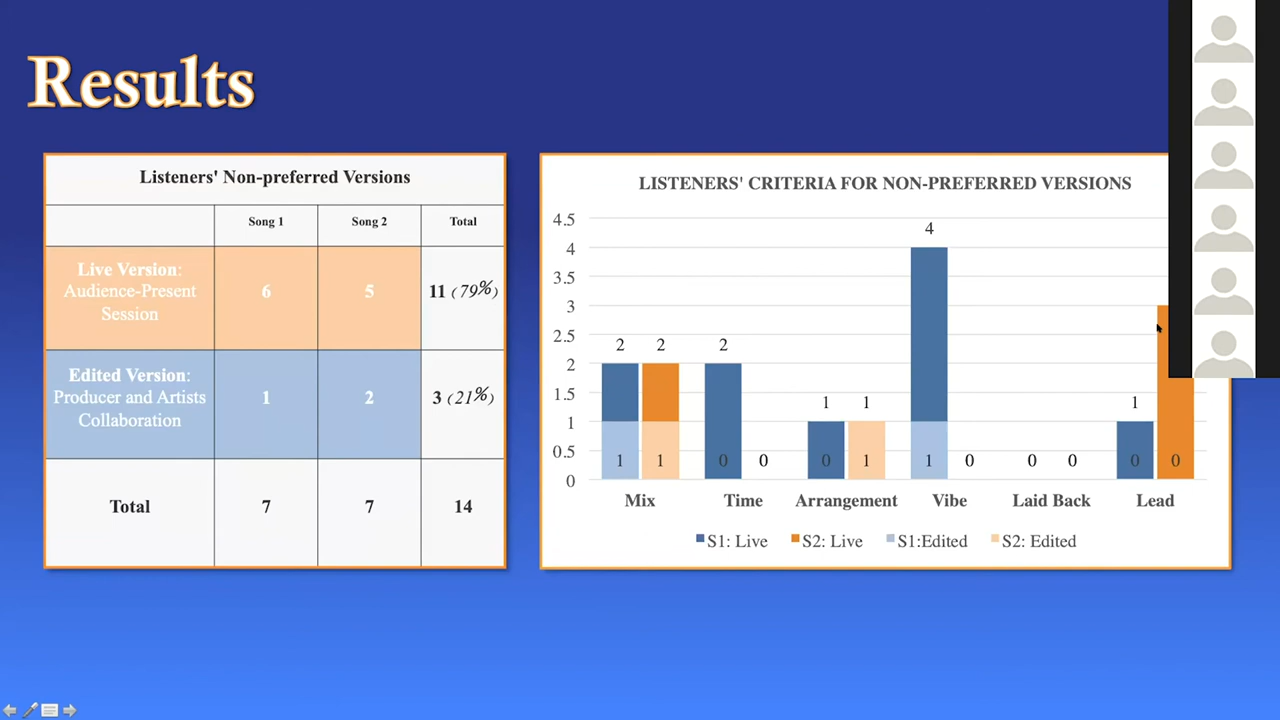 Results
Listeners' Non-preferred Versions
Song 1 Song 2 Total
Live Version:
Audience-Present
Session
6 5 11 (79%)
Edited Version:
Producer and Artists
Collaboration
1 2 3 (21%)
Total 7 7 14
LISTENERS' CRITERIA FOR NON-PREFERRED VERSIONS
4.5
4
3.5
3
2.5
2
1.5
1
0.5
0
2 2 2 1 1 4 1
1 1 0 0 0 1 1 0 0 0 0 0
Mix Time Arrangement Vibe Laid Back Lead
S1: Live S2: Live S1:Edited S2: Edited